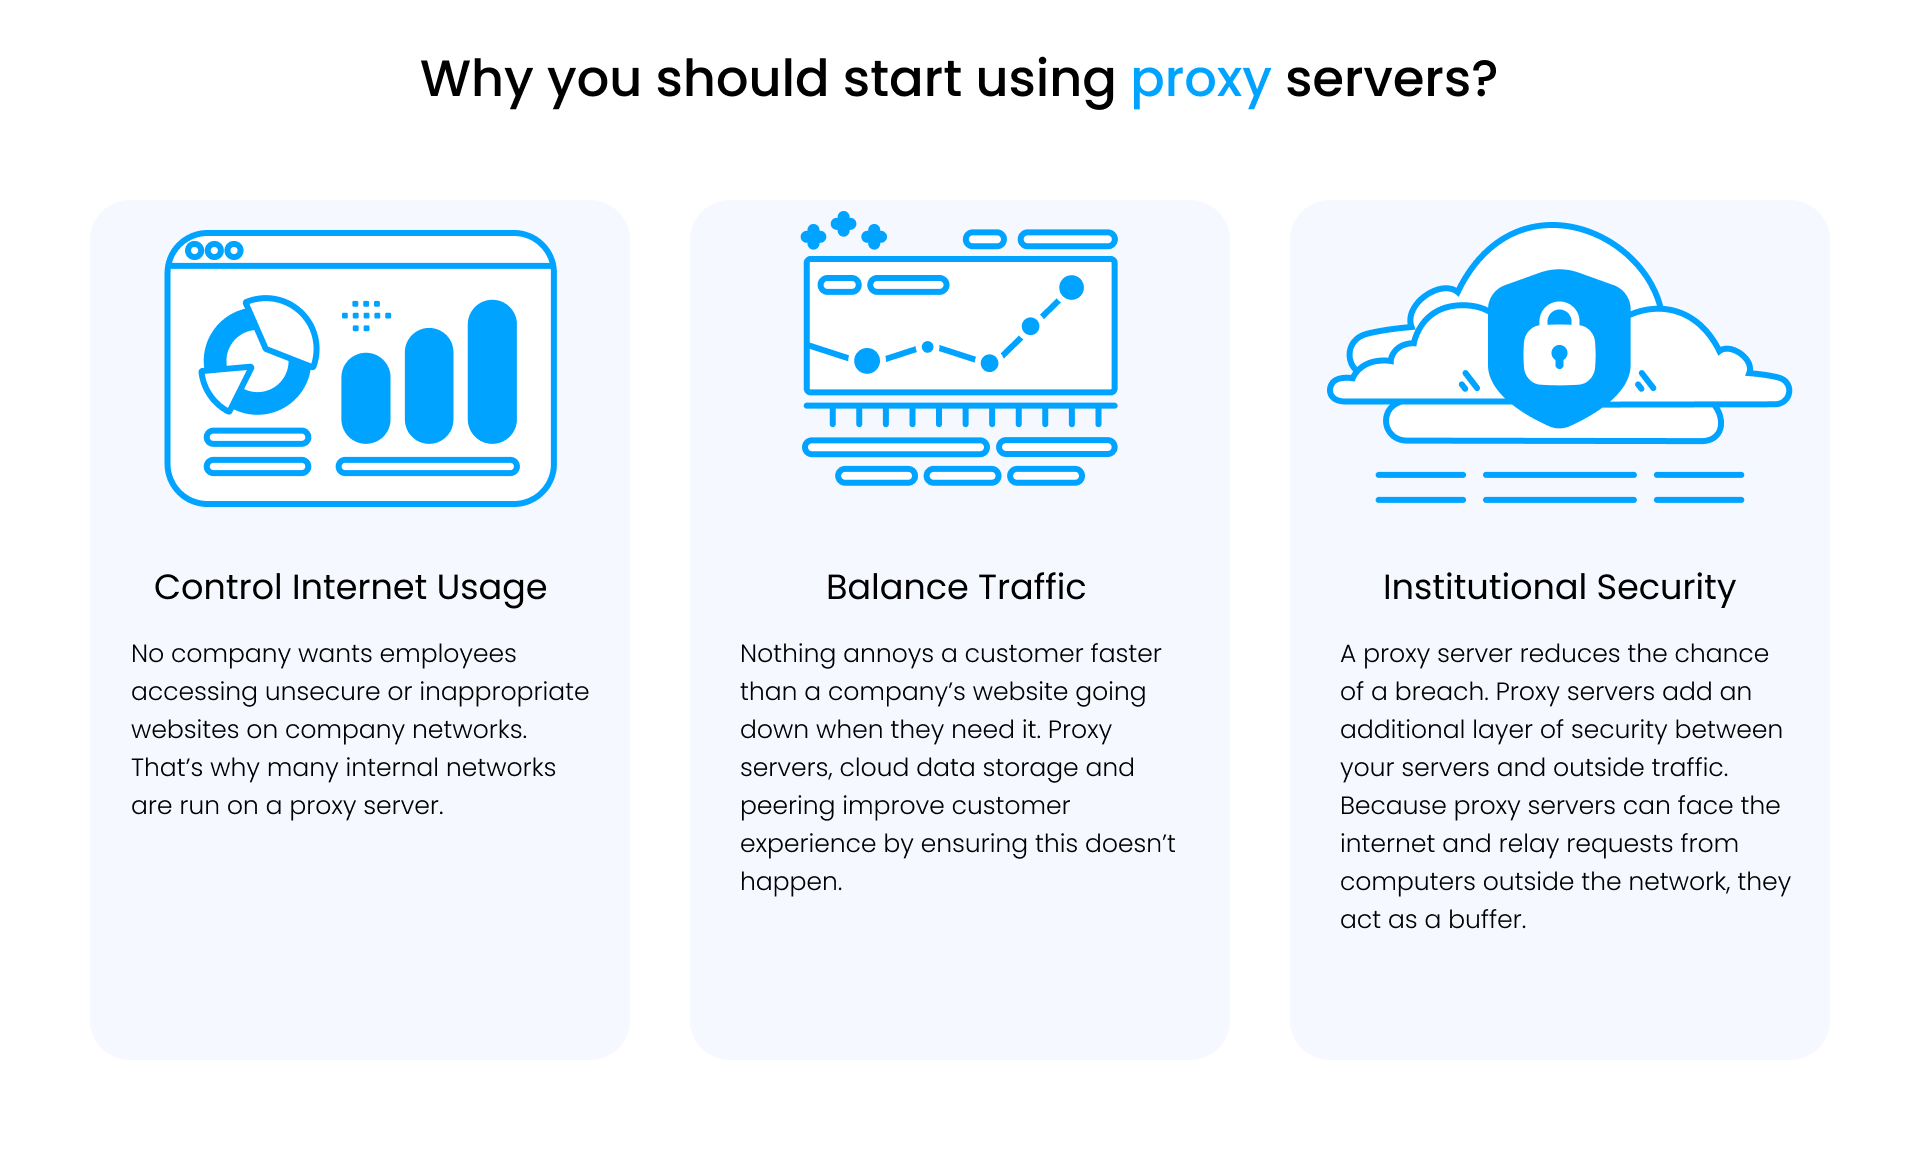 Why you should start using proxy servers?
Control Internet Usage
No company wants employees
accessing unsecure or inappropriate
websites on company networks.
That’s why many internal networks
are run on a proxy server.
Balance Traffic
Nothing annoys a customer faster
than a company’s website going
down when they need it. Proxy
servers, cloud data storage and
peering improve customer
experience by ensuring this doesn’t
happen.
Institutional Security
A proxy server reduces the chance
of a breach. Proxy servers add an
additional layer of security between
your servers and outside traffic.
Because proxy servers can face the
internet and relay requests from
computers outside the network, they
act as a buffer.